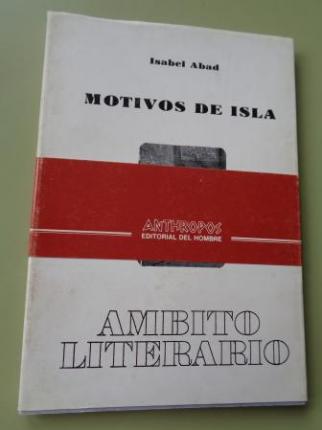 Isabel Abad
MOTIVOS DE ISLA
ANTHROPOS
EDITORIAL DEL HOMBRE
AMBITO
LITERARIO